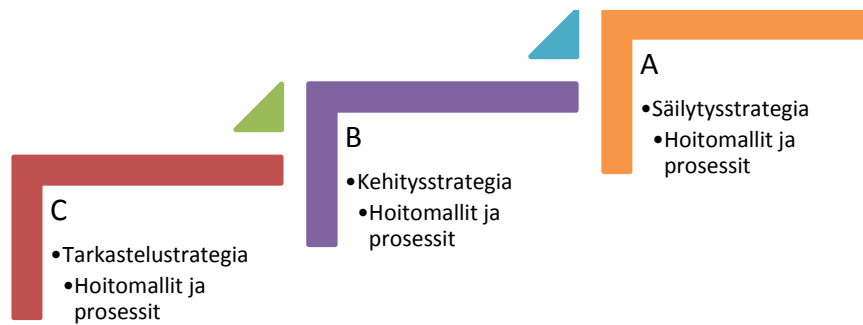 C
•Tarkastelustrategia
•Hoitomallit ja
prosessit
B
•Kehitysstrategia
•Hoitomallit ja
prosessit
A
•Säilytysstrategia
•Hoitomallit ja
prosessit